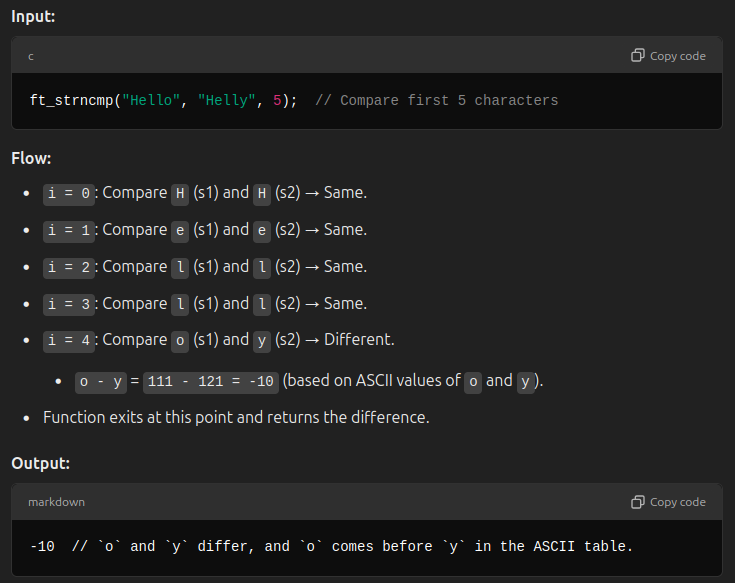 Input:
c Copy code
ft_strncmp("Hello", "Helly", 5);  // Compare first 5 characters
Flow:
• i = 0: Compare H (s1) and H (s2) → Same.
• i = 1: Compare e (s1) and e (s2) → Same.
• i = 2: Compare l (s1) and l (s2) → Same.
• i = 3: Compare l (s1) and l (s2) → Same.
• i = 4: Compare o (s1) and y (s2) → Different.
• o - y = 111 - 121 = -10 (based on ASCII values of o and y).
• Function exits at this point and returns the difference.
Output:
markdown Copy code
-10  // `o` and `y` differ, and `o` comes before `y` in the ASCII table.